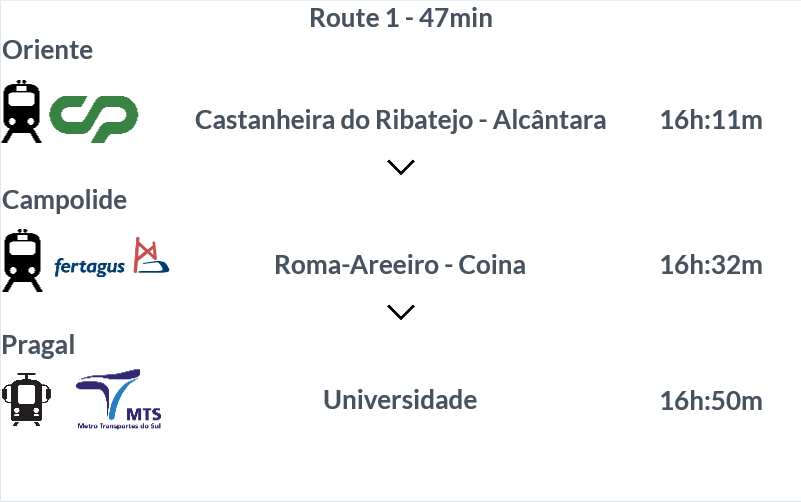 Route 1 - 47min
Oriente
CP Castanheira do Ribatejo - Alcântara 16h:11m
Campolide
fertagus Roma-Areeiro - Coina 16h:32m
Pragal
MTS Universidade 16h:50m
Metro Transportes do Sul